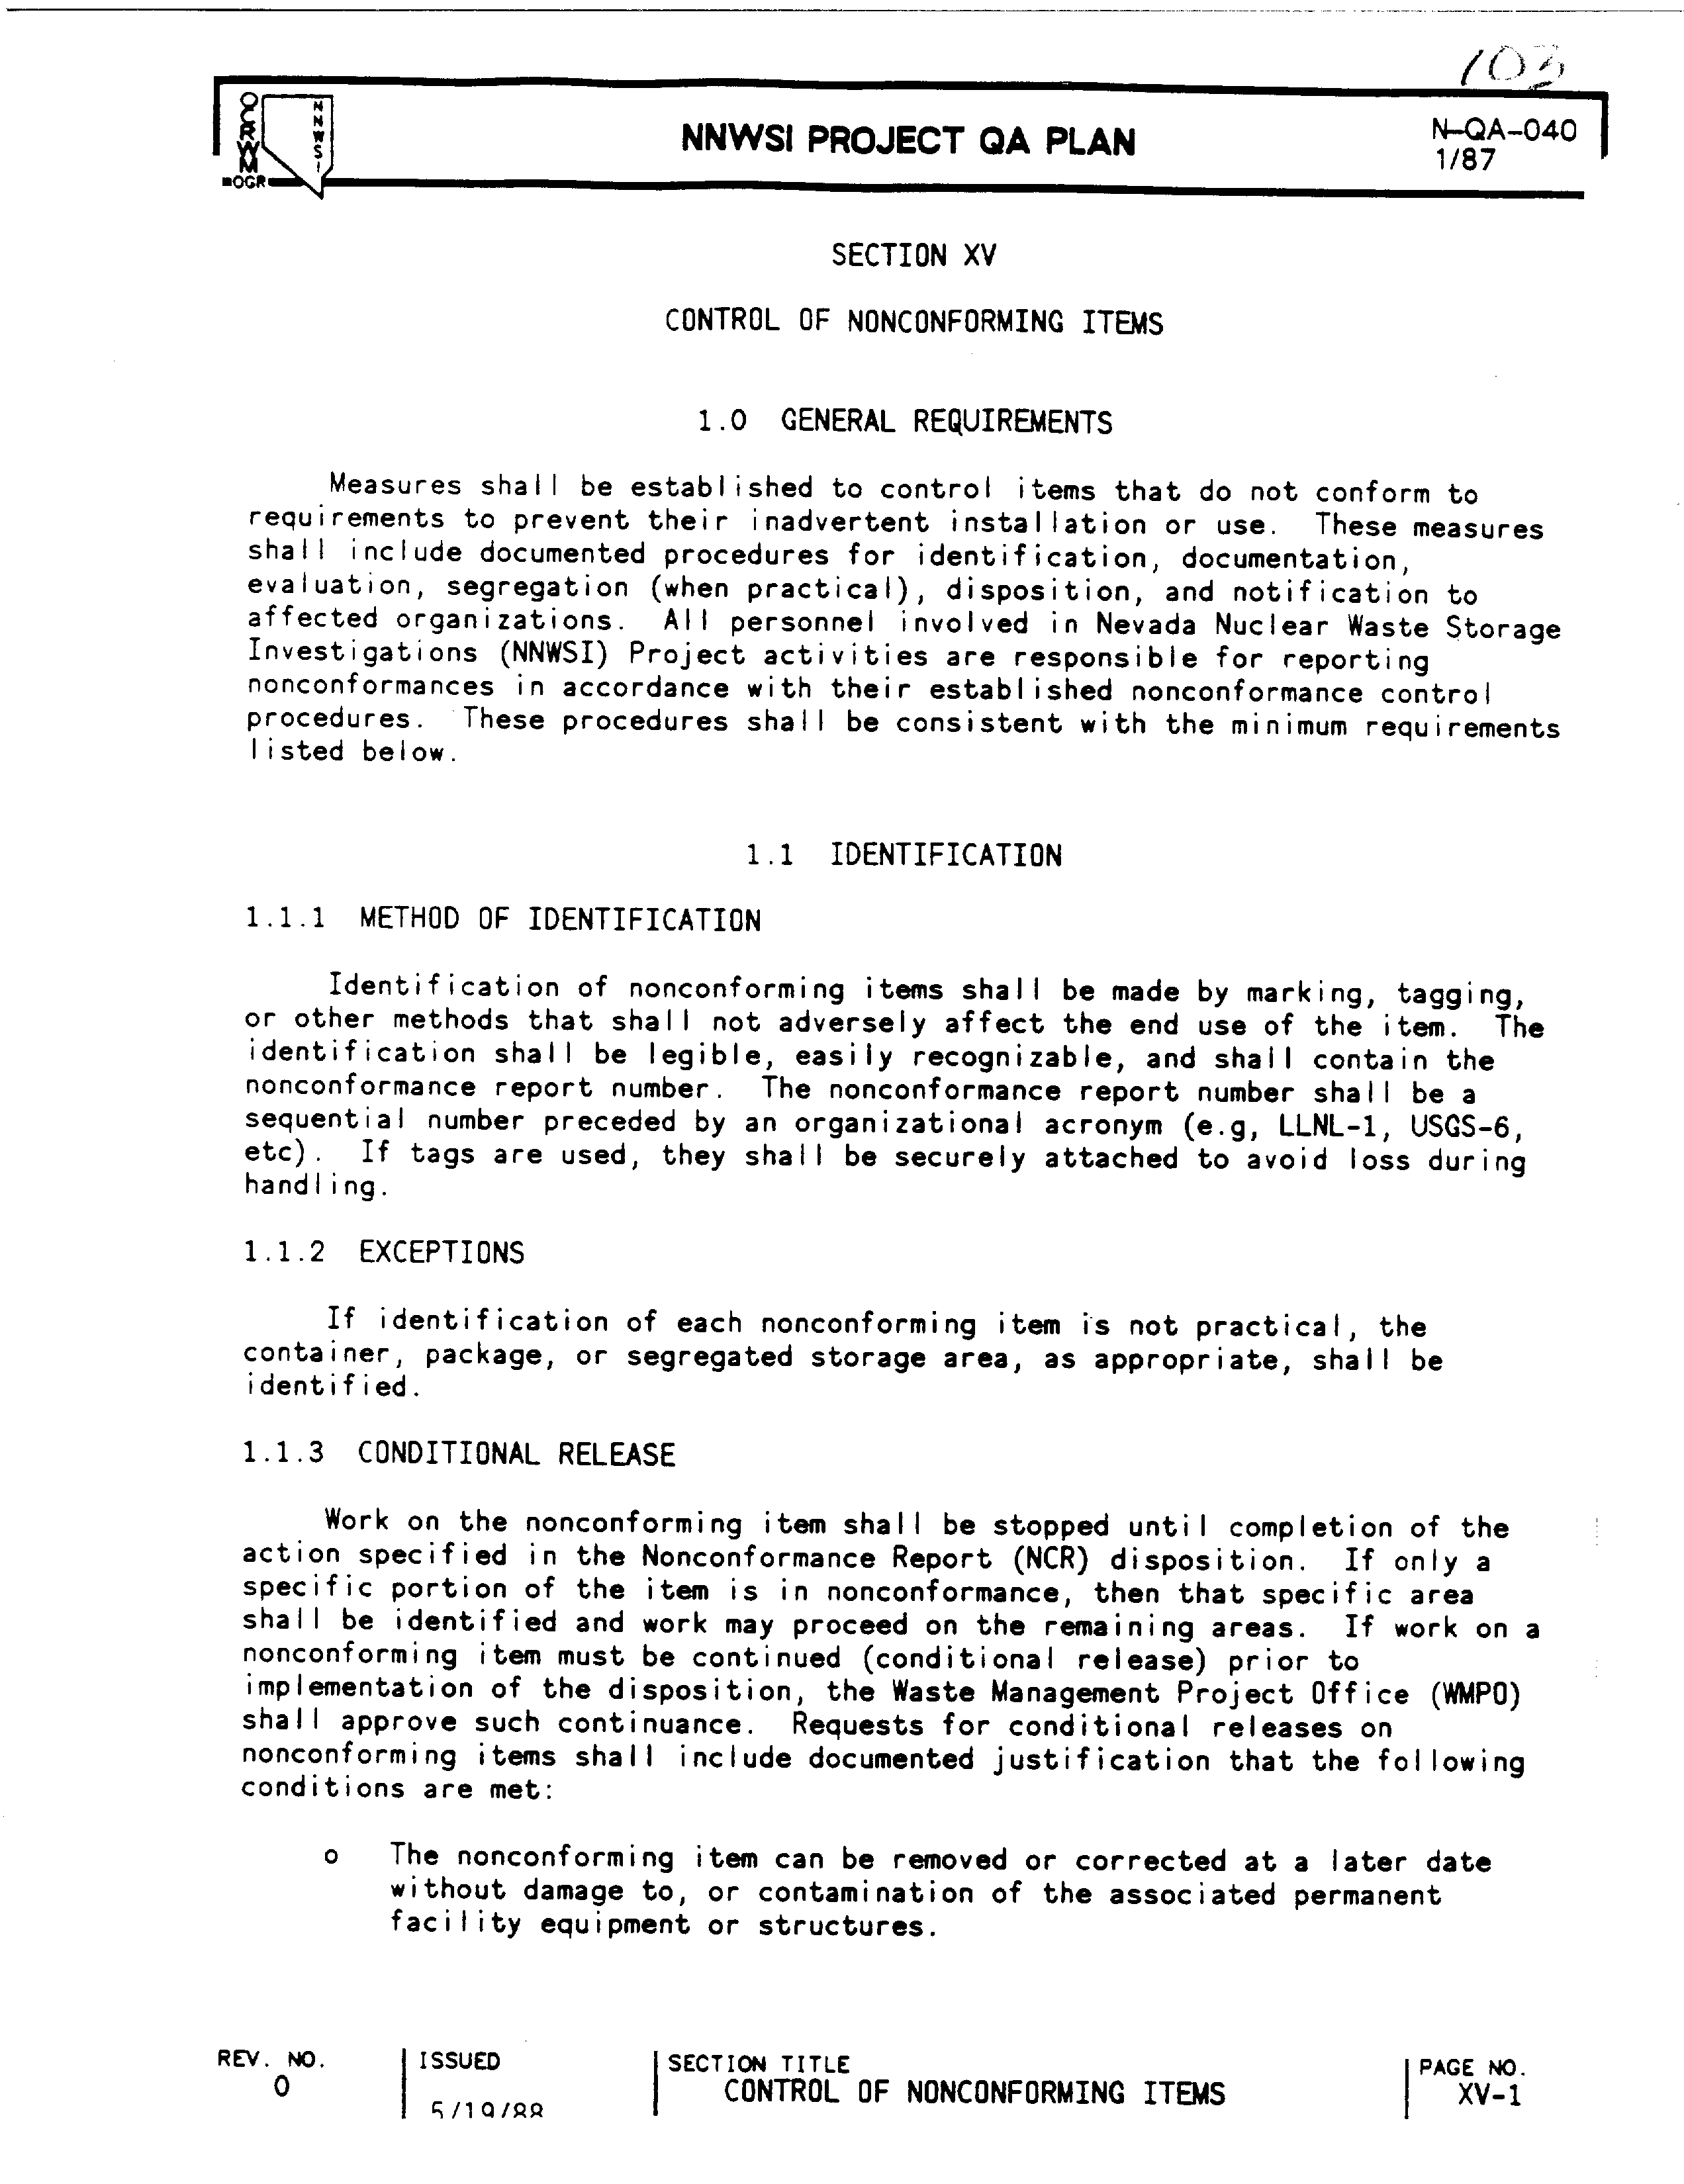 103
OCRWM
NNWSI
OGR
NNWSI PROJECT QA PLAN
N-QA-040
1/87
SECTION XV
CONTROL OF NONCONFORMING ITEMS
1.0 GENERAL REQUIREMENTS
Measures shall be established to control items that do not conform to
requirements to prevent their inadvertent installation or use. These measures
shall include documented procedures for identification, documentation,
evaluation, segregation (when practical), disposition, and notification to
affected organizations. All personnel involved in Nevada Nuclear Waste Storage
Investigations (NNWSI) Project activities are responsible for reporting
nonconformances in accordance with their established nonconformance control
procedures. These procedures shall be consistent with the minimum requirements
listed below.
1.1 IDENTIFICATION
1.1.1 METHOD OF IDENTIFICATION
Identification of nonconforming items shall be made by marking, tagging,
or other methods that shall not adversely affect the end use of the item. The
identification shall be legible, easily recognizable, and shall contain the
nonconformance report number. The nonconformance report number shall be a
sequential number preceded by an organizational acronym (e.g, LLNL-1, USGS-6,
etc). If tags are used, they shall be securely attached to avoid loss during
handling.
1.1.2 EXCEPTIONS
If identification of each nonconforming item is not practical, the
container, package, or segregated storage area, as appropriate, shall be
identified.
1.1.3 CONDITIONAL RELEASE
Work on the nonconforming item shall be stopped until completion of the
action specified in the Nonconformance Report (NCR) disposition. If only a
specific portion of the item is in nonconformance, then that specific area
shall be identified and work may proceed on the remaining areas. If work on a
nonconforming item must be continued (conditional release) prior to
implementation of the disposition, the Waste Management Project Office (WMPO)
shall approve such continuance. Requests for conditional releases on
nonconforming items shall include documented justification that the following
conditions are met:
o The nonconforming item can be removed or corrected at a later date
without damage to, or contamination of the associated permanent
facility equipment or structures.
REV. NO.
0
ISSUED
5/19/88
SECTION TITLE
CONTROL OF NONCONFORMING ITEMS
PAGE NO.
XV-1